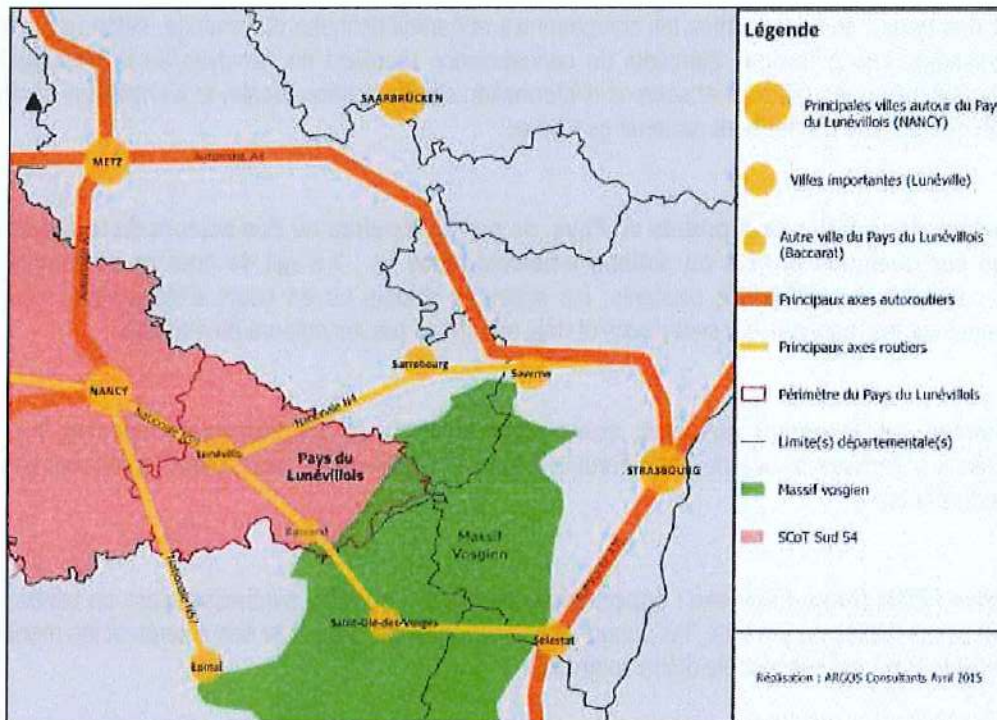 SAARBRÜCKEN
METZ
Autoroute A4
NANCY
Sarrebourg
Saverne
Nationale N4
Lunéville
Pays du
Lunévillois
STRASBOURG
Baccarat
Massif
Vosgien
Saint-Dié-des-Vosges
Sélestat
Epinal
Légende
Principales villes autour du Pay
du Lunévillois (NANCY)
Villes importantes (Lunéville)
Autre ville du Pays du Lunévillois
(Baccarat)
Principaux axes autoroutiers
Principaux axes routiers
Périmètre du Pays du Lunévillois
Limite(s) départementale(s)
Massif vosgien
SCoT Sud 54
Réalisation : ARGOS Consultants Avril 2015